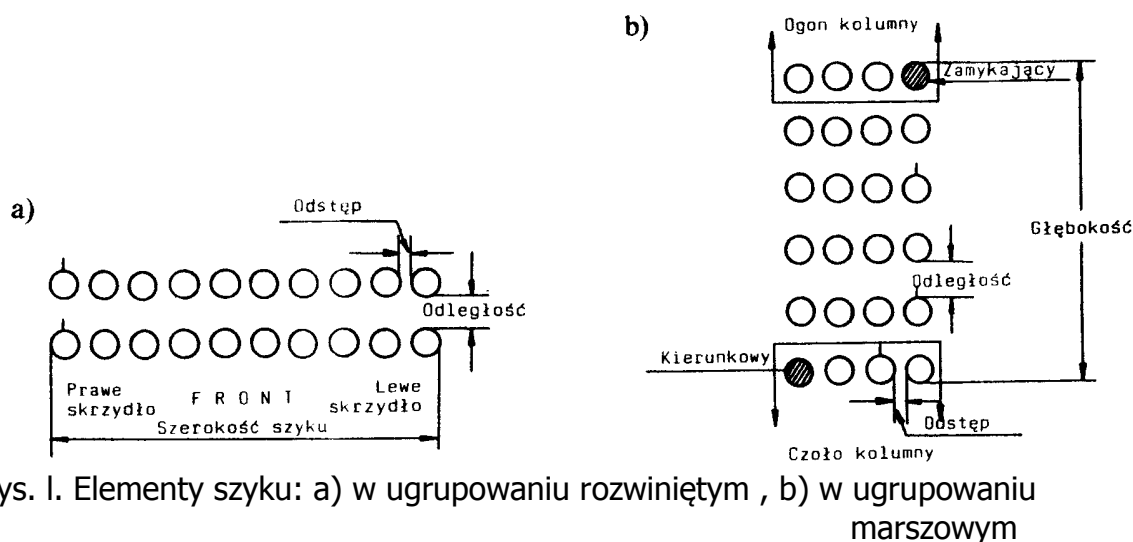 a)
Odstęp
Odległość
Prawe
skrzydło
FRONT
Lewe
skrzydło
Szerokość szyku
b)
Ogon kolumny
Zamykający
Głębokość
Odległość
Kierunkowy
Odstęp
Czoło kolumny
ys. l. Elementy szyku: a) w ugrupowaniu rozwiniętym , b) w ugrupowaniu
marszowym